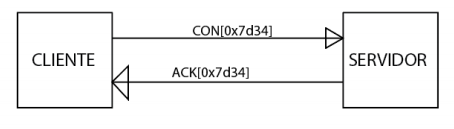 CON[0x7d34]
CLIENTE
SERVIDOR
ACK[0x7d34]